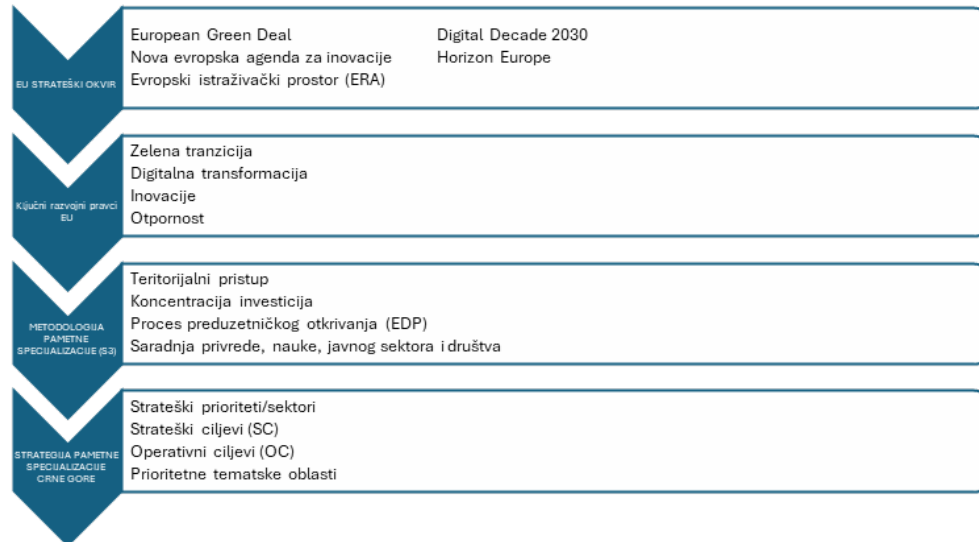 European Green Deal
Digital Decade 2030
Nova evropska agenda za inovacije
Horizon Europe
Evropski istraživački prostor (ERA)
EU STRATEŠKI OKVIR
Zelena tranzicija
Digitalna transformacija
Inovacije
Otpornost
Ključni razvojni pravci
EU
Teritorijalni pristup
Koncentracija investicija
Proces preduzetničkog otkrivanja (EDP)
Saradnja privrede, nauke, javnog sektora i društva
METODOLOGIJA
PAMETNE
SPECIJALIZACIJE (S3)
Strateški prioriteti/sektori
Strateški ciljevi (SC)
Operativni ciljevi (OC)
Prioritetne tematske oblasti
STRATEGIJA PAMETNE
SPECIJALIZACIJE
CRNE GORE